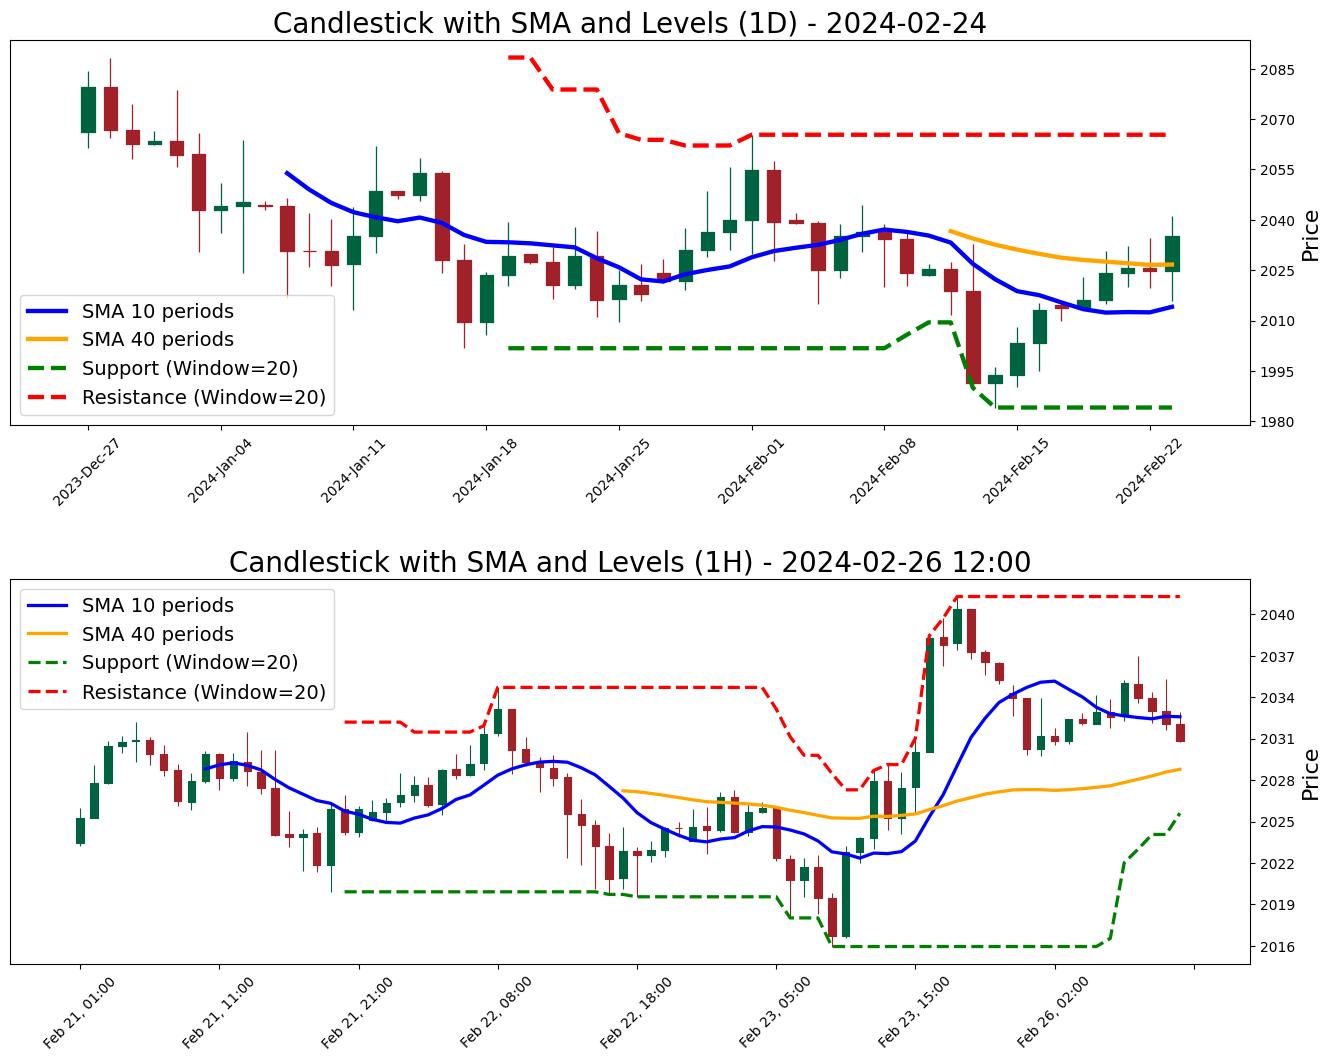 Candlestick with SMA and Levels (1D) - 2024-02-24
2085
2070
2055
2040
2025
2010
1995
1980
Price
SMA 10 periods
SMA 40 periods
Support (Window=20)
Resistance (Window=20)
2023-Dec-27
2024-Jan-04
2024-Jan-11
2024-Jan-18
2024-Jan-25
2024-Feb-01
2024-Feb-08
2024-Feb-15
2024-Feb-22
Candlestick with SMA and Levels (1H) - 2024-02-26 12:00
SMA 10 periods
SMA 40 periods
Support (Window=20)
Resistance (Window=20)
2040
2037
2034
2031
2028
2025
2022
2019
2016
Price
Feb 21, 01:00
Feb 21, 11:00
Feb 21, 21:00
Feb 22, 08:00
Feb 22, 18:00
Feb 23, 05:00
Feb 23, 15:00
Feb 26, 02:00